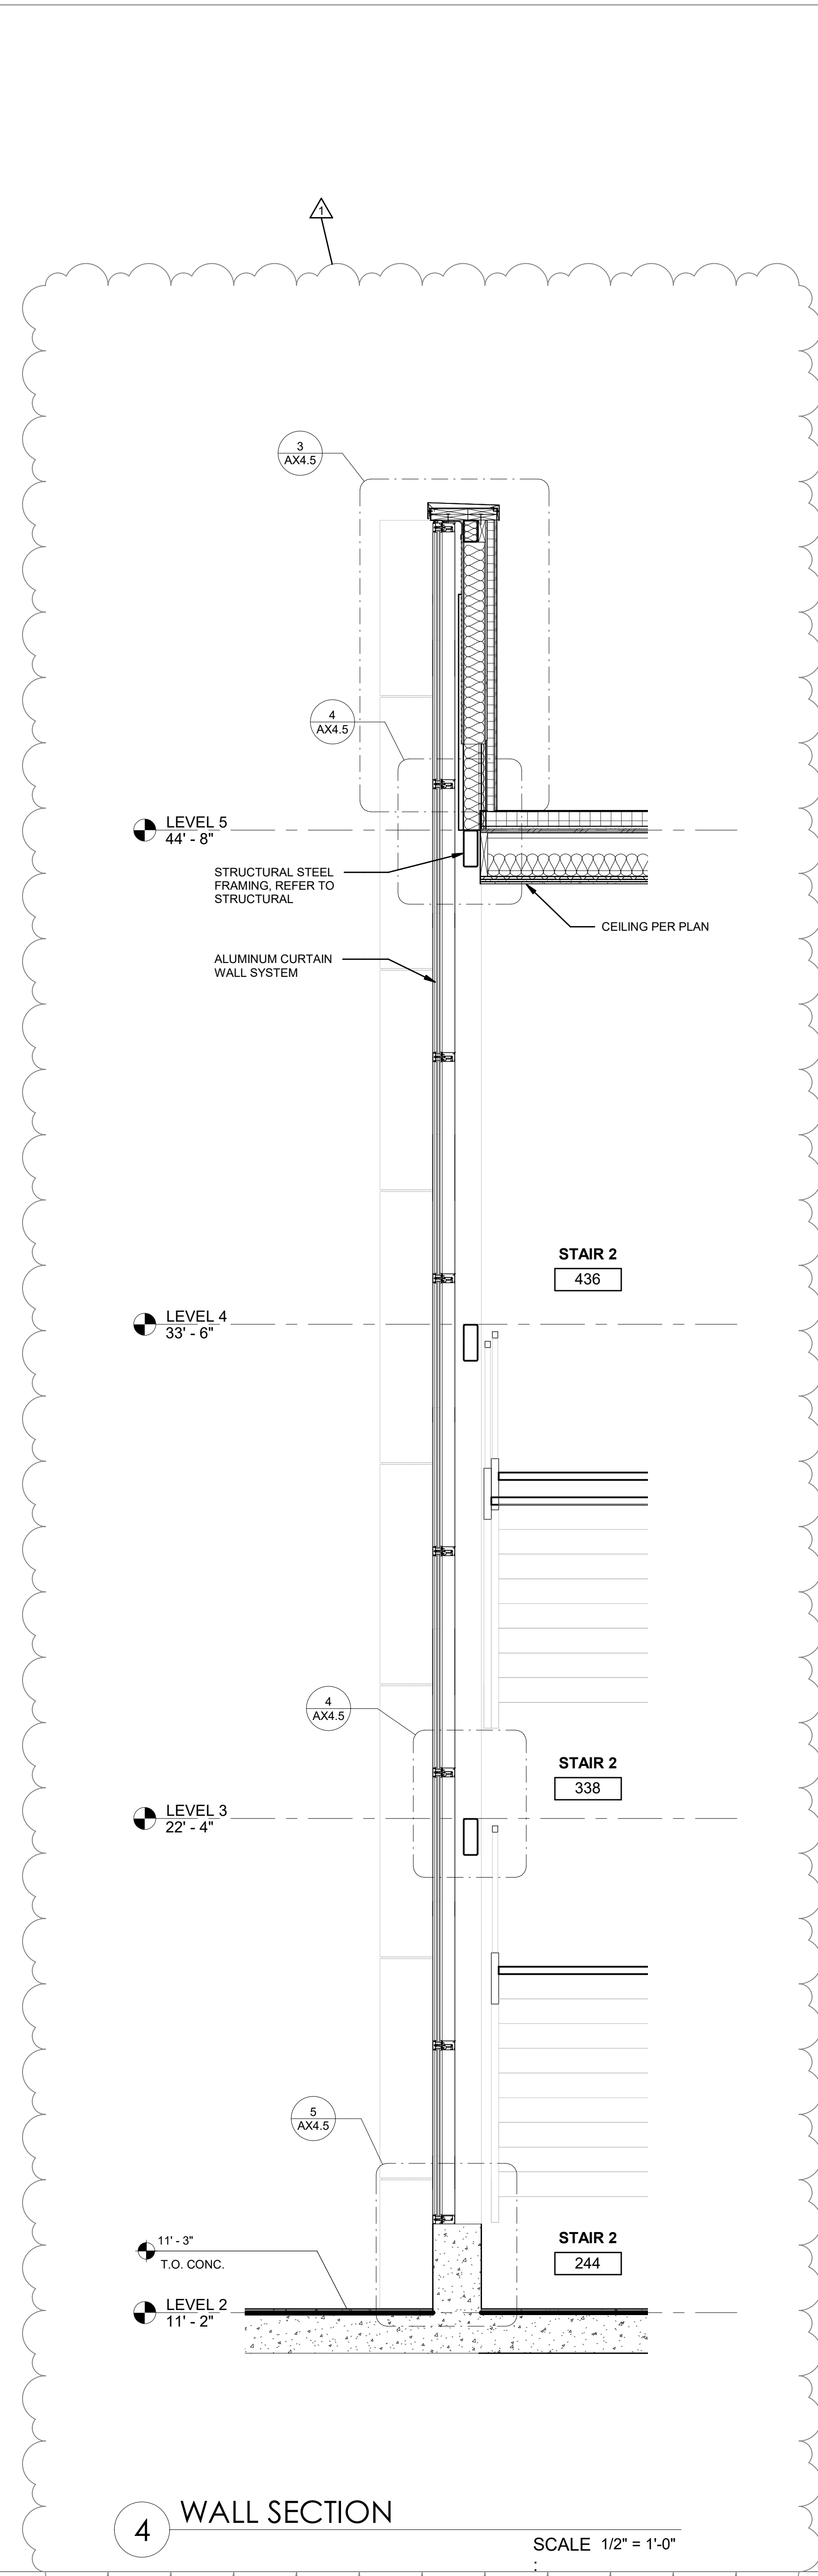 1
3
AX4.5
4
AX4.5
LEVEL 5
44' - 8"
STRUCTURAL STEEL
FRAMING, REFER TO
STRUCTURAL
CEILING PER PLAN
ALUMINUM CURTAIN
WALL SYSTEM
STAIR 2
436
LEVEL 4
33' - 6"
4
AX4.5
STAIR 2
338
LEVEL 3
22' - 4"
5
AX4.5
STAIR 2
244
11' - 3"
T.O. CONC.
LEVEL 2
11' - 2"
4
WALL SECTION
SCALE 1/2" = 1'-0"
: